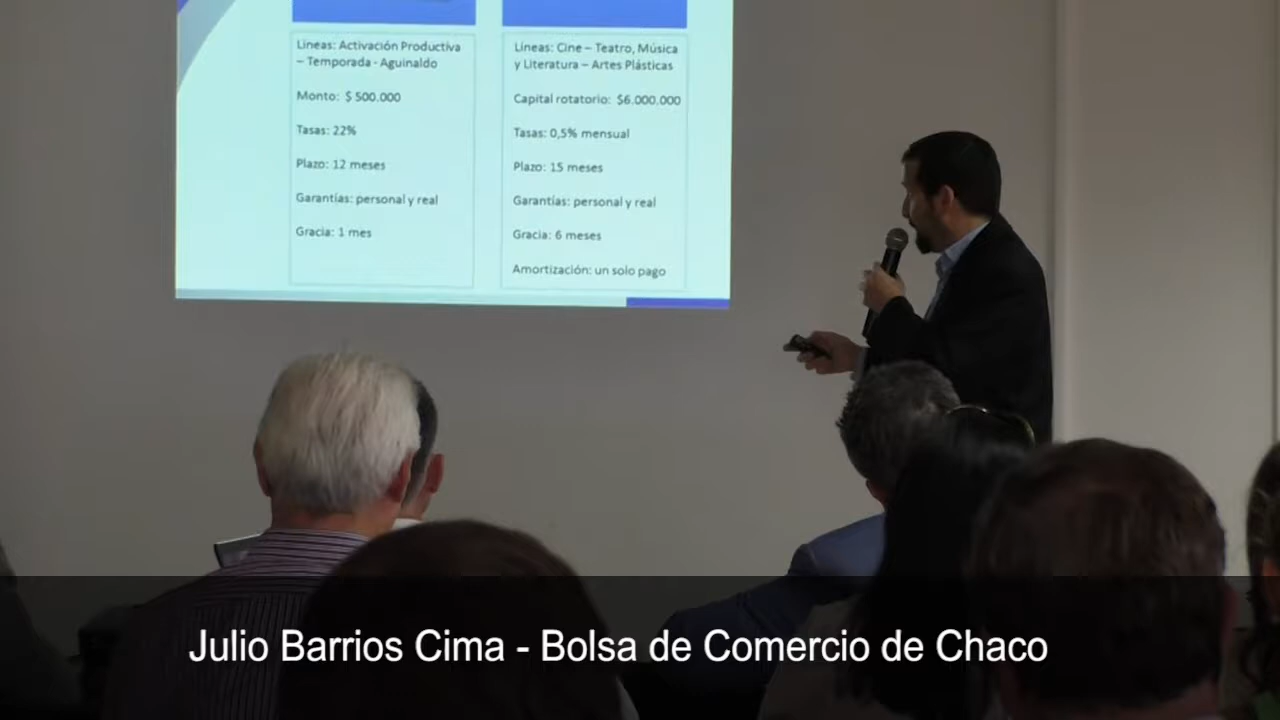 Lineas: Activación Productiva
– Temporada - Aguinaldo
Monto: $ 500.000
Tasas: 22%
Plazo: 12 meses
Garantías: personal y real
Gracia: 1 mes
Lineas: Cine – Teatro, Música
y Literatura – Artes Plásticas
Capital rotatorio: $6.000.000
Tasas: 0,5% mensual
Plazo: 15 meses
Garantías: personal y real
Gracia: 6 meses
Amortización: un solo pago
Julio Barrios Cima - Bolsa de Comercio de Chaco